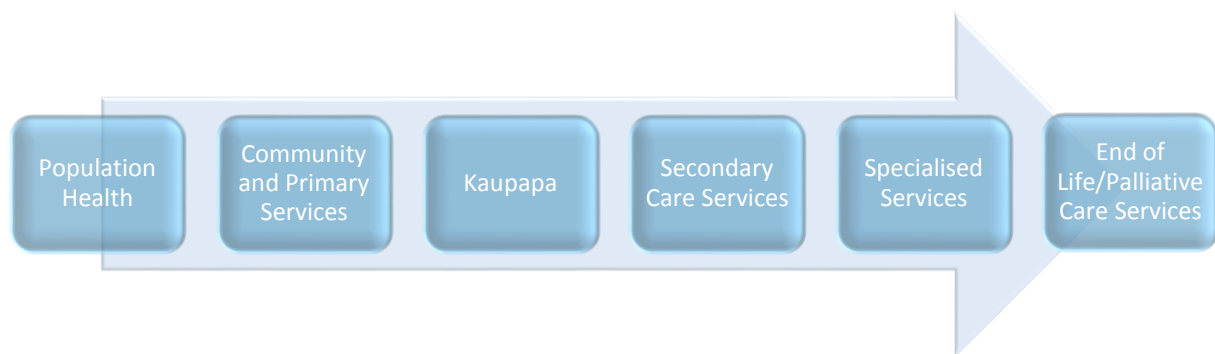 Population
Health
Community
and Primary
Services
Kaupapa
Secondary
Care Services
Specialised
Services
End of
Life/Palliative
Care Services